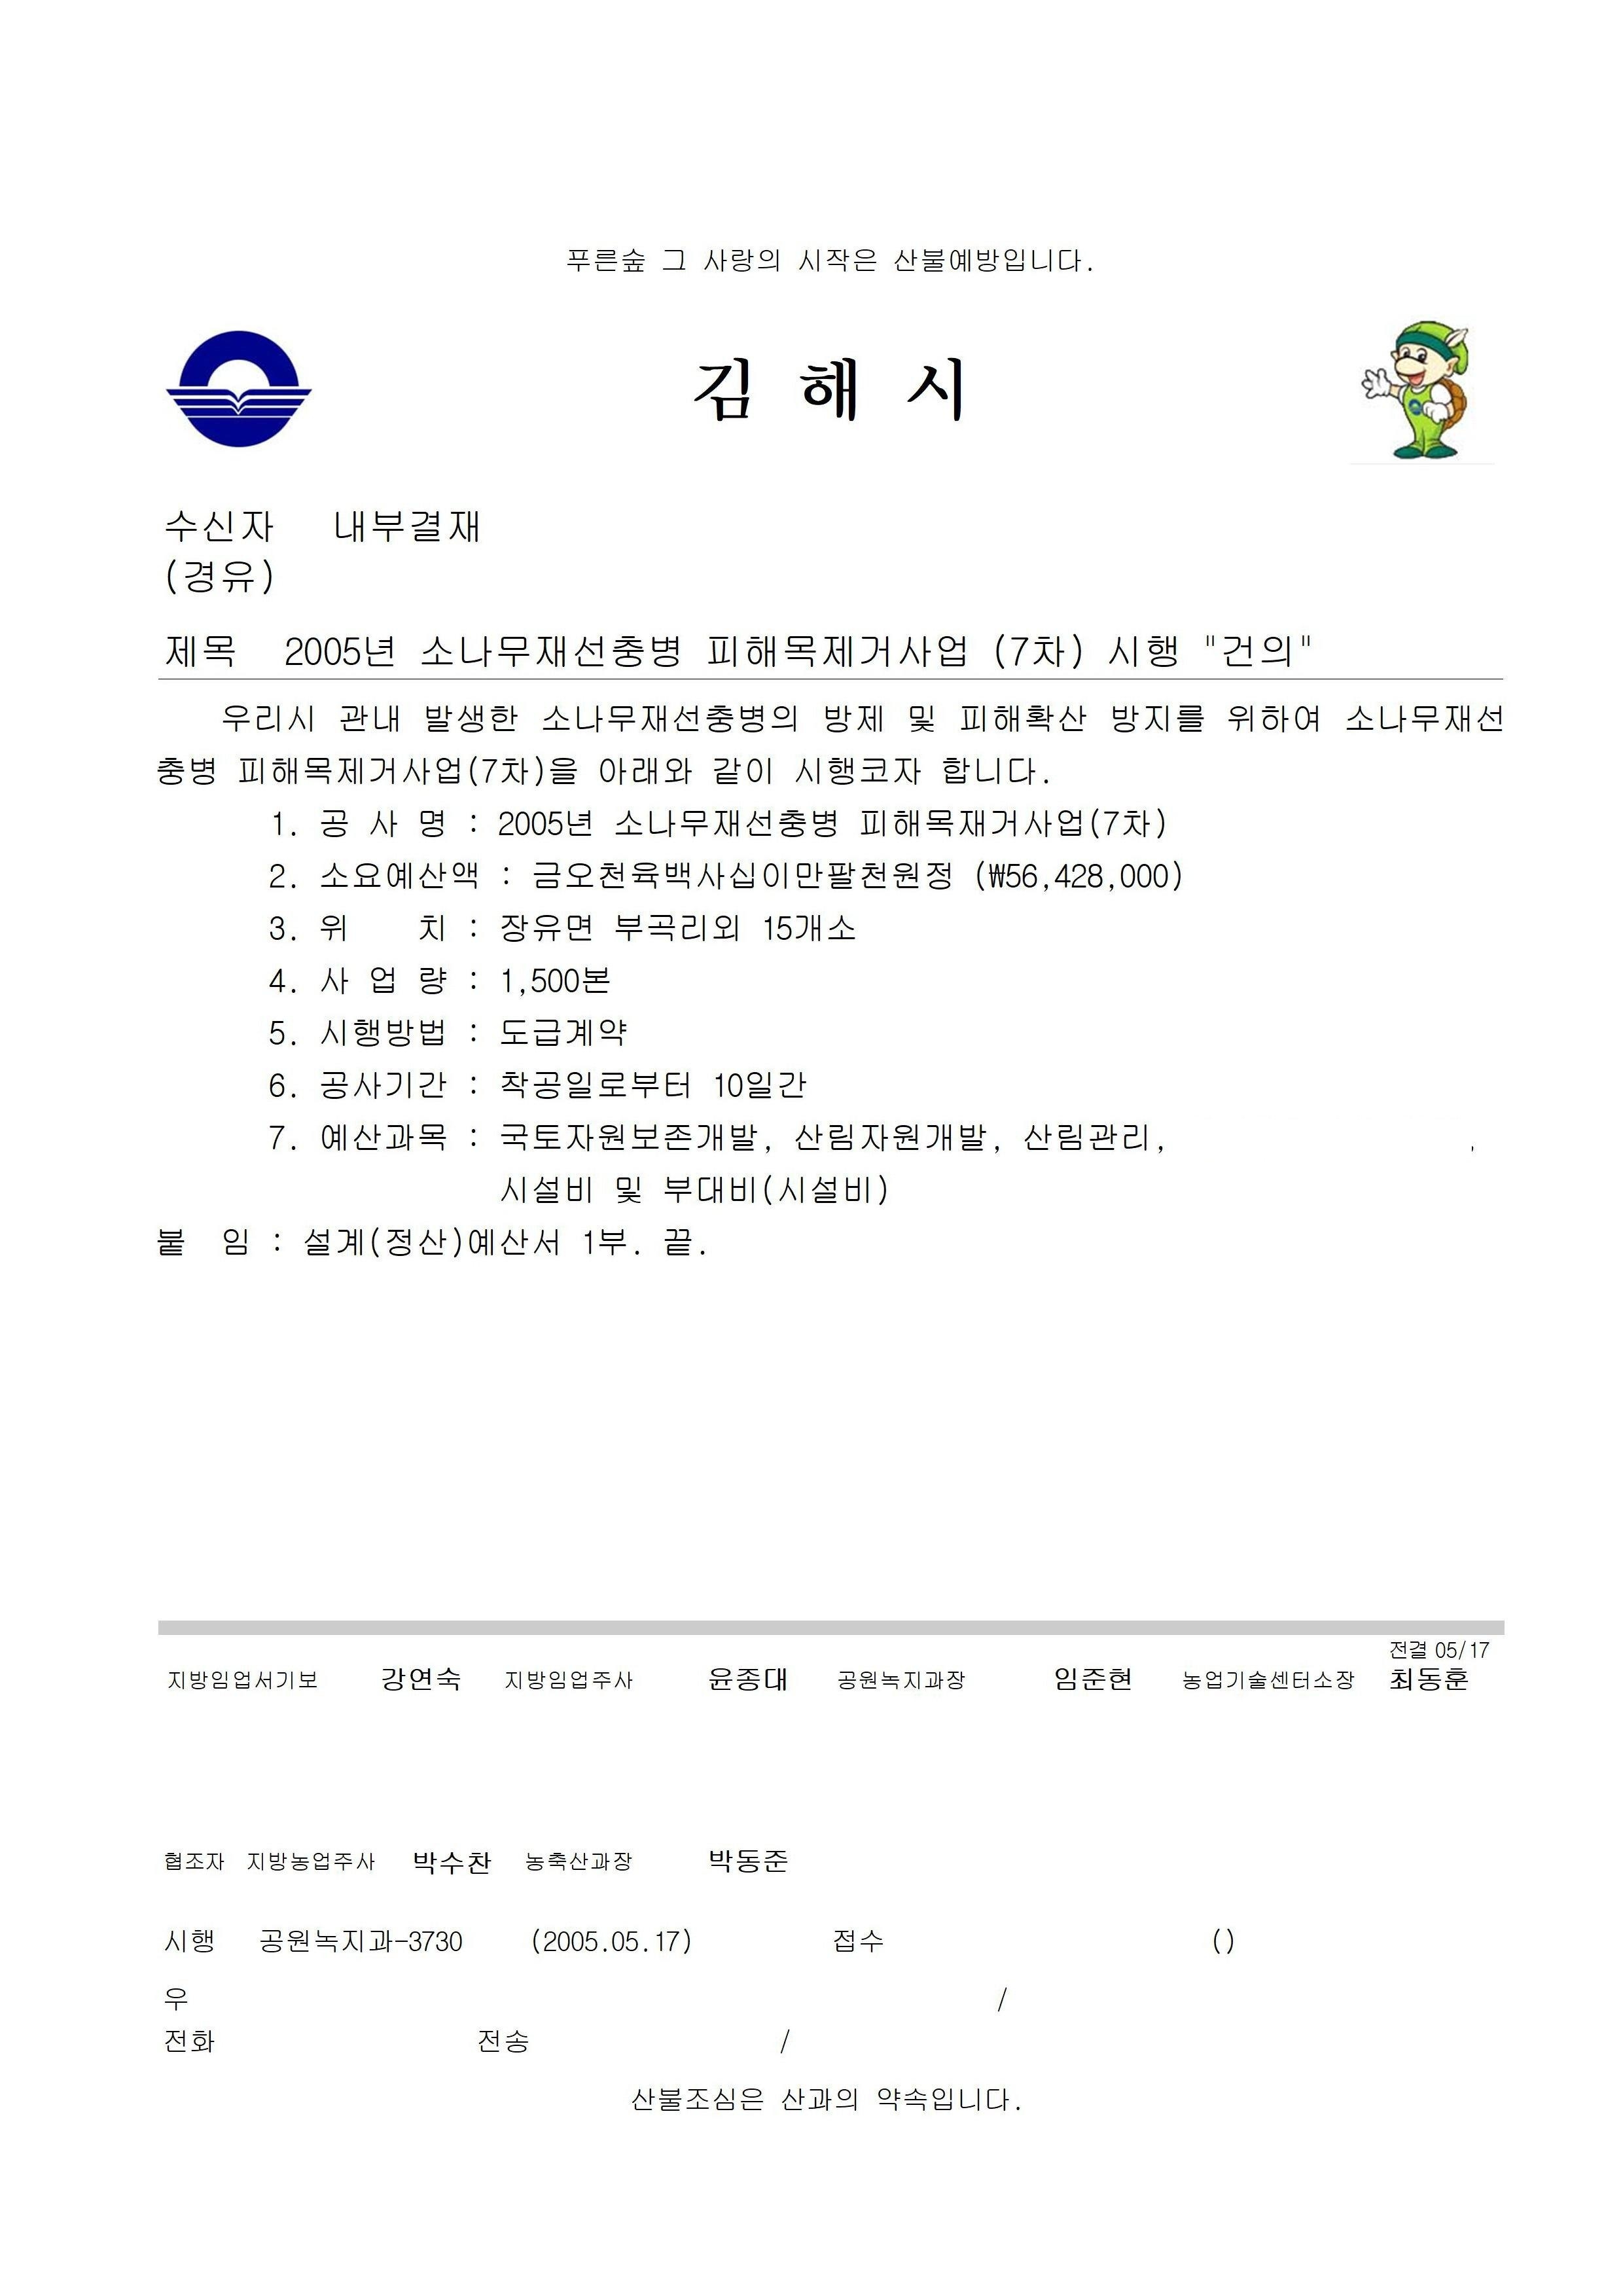 푸른숲 그 사랑의 시작은 산불예방입니다.
김 해 시
수신자 내부결재
(경유)
제목 2005년 소나무재선충병 피해목제거사업 (7차) 시행 "건의"
우리시 관내 발생한 소나무재선충병의 방제 및 피해확산 방지를 위하여 소나무재선
충병 피해목제거사업(7차)을 아래와 같이 시행코자 합니다.
1. 공 사 명 : 2005년 소나무재선충병 피해목재거사업(7차)
2. 소요예산액 : 금오천육백사십이만팔천원정 (₩56,428,000)
3. 위 치 : 장유면 부곡리외 15개소
4. 사 업 량 : 1,500본
5. 시행방법 : 도급계약
6. 공사기간 : 착공일로부터 10일간
7. 예산과목 : 국토자원보존개발, 산림자원개발, 산림관리, ,
시설비 및 부대비(시설비)
붙 임 : 설계(정산)예산서 1부. 끝.
전결 05/17
지방임업서기보 강연숙 지방임업주사 윤종대 공원녹지과장 임준현 농업기술센터소장 최동훈
협조자 지방농업주사 박수찬 농축산과장 박동준
시행 공원녹지과-3730 (2005.05.17) 접수 ()
우 /
전화 전송 /
산불조심은 산과의 약속입니다.